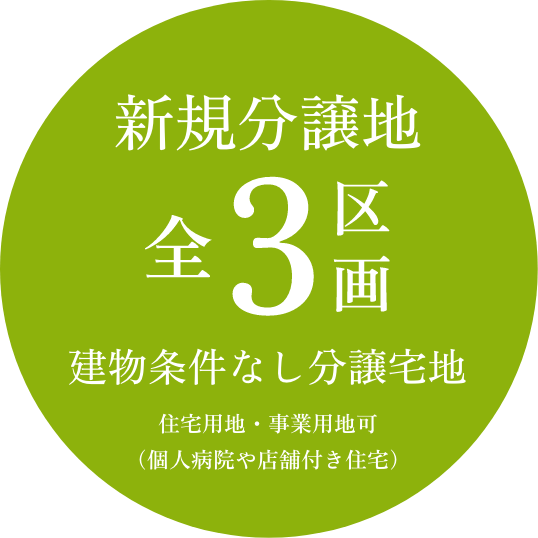 新規分譲地
全3区画
建物条件なし分譲宅地
住宅用地・事業用地可
（個人病院や店舗付き住宅）